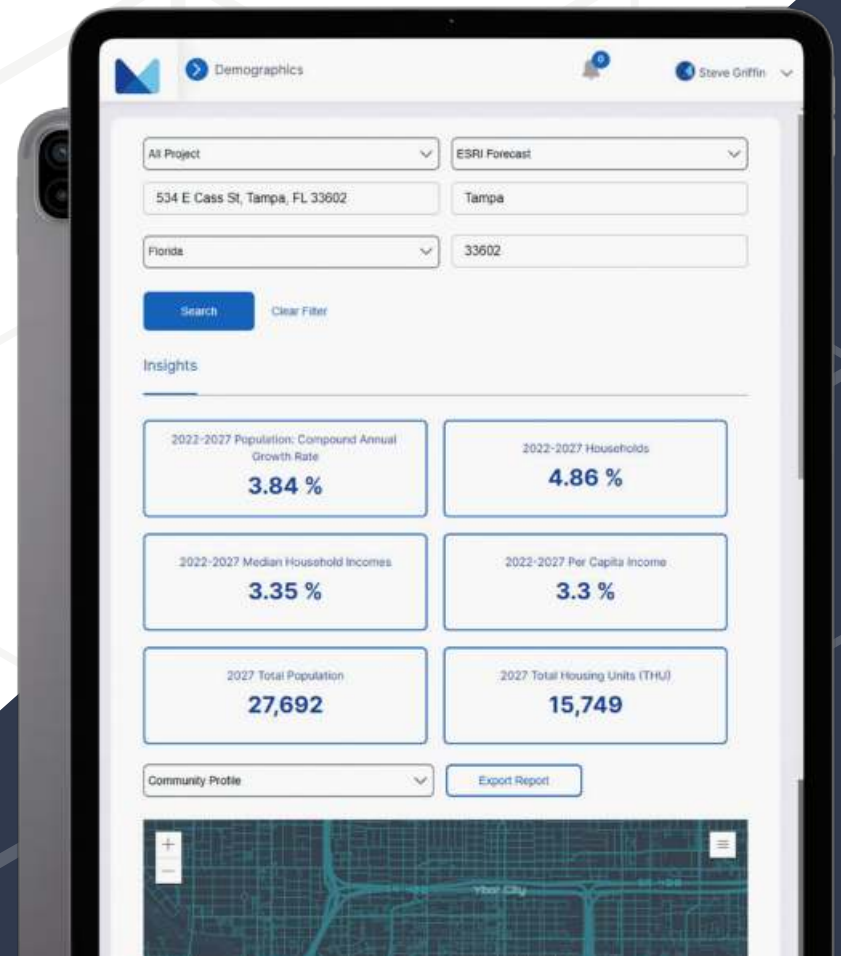 Demographics
0
Steve Griffin
All Project
ESRI Forecast
534 E Cass St, Tampa, FL 33602
Tampa
Florida
33602
Search
Clear Filter
Insights
2022-2027 Population: Compound Annual
Growth Rate
3.84 %
2022-2027 Households
4.86 %
2022-2027 Median Household Incomes
3.35 %
2022-2027 Per Capita Income
3.3 %
2027 Total Population
27,692
2027 Total Housing Units (THU)
15,749
Community Profile
Export Report
+
−
Ybor City